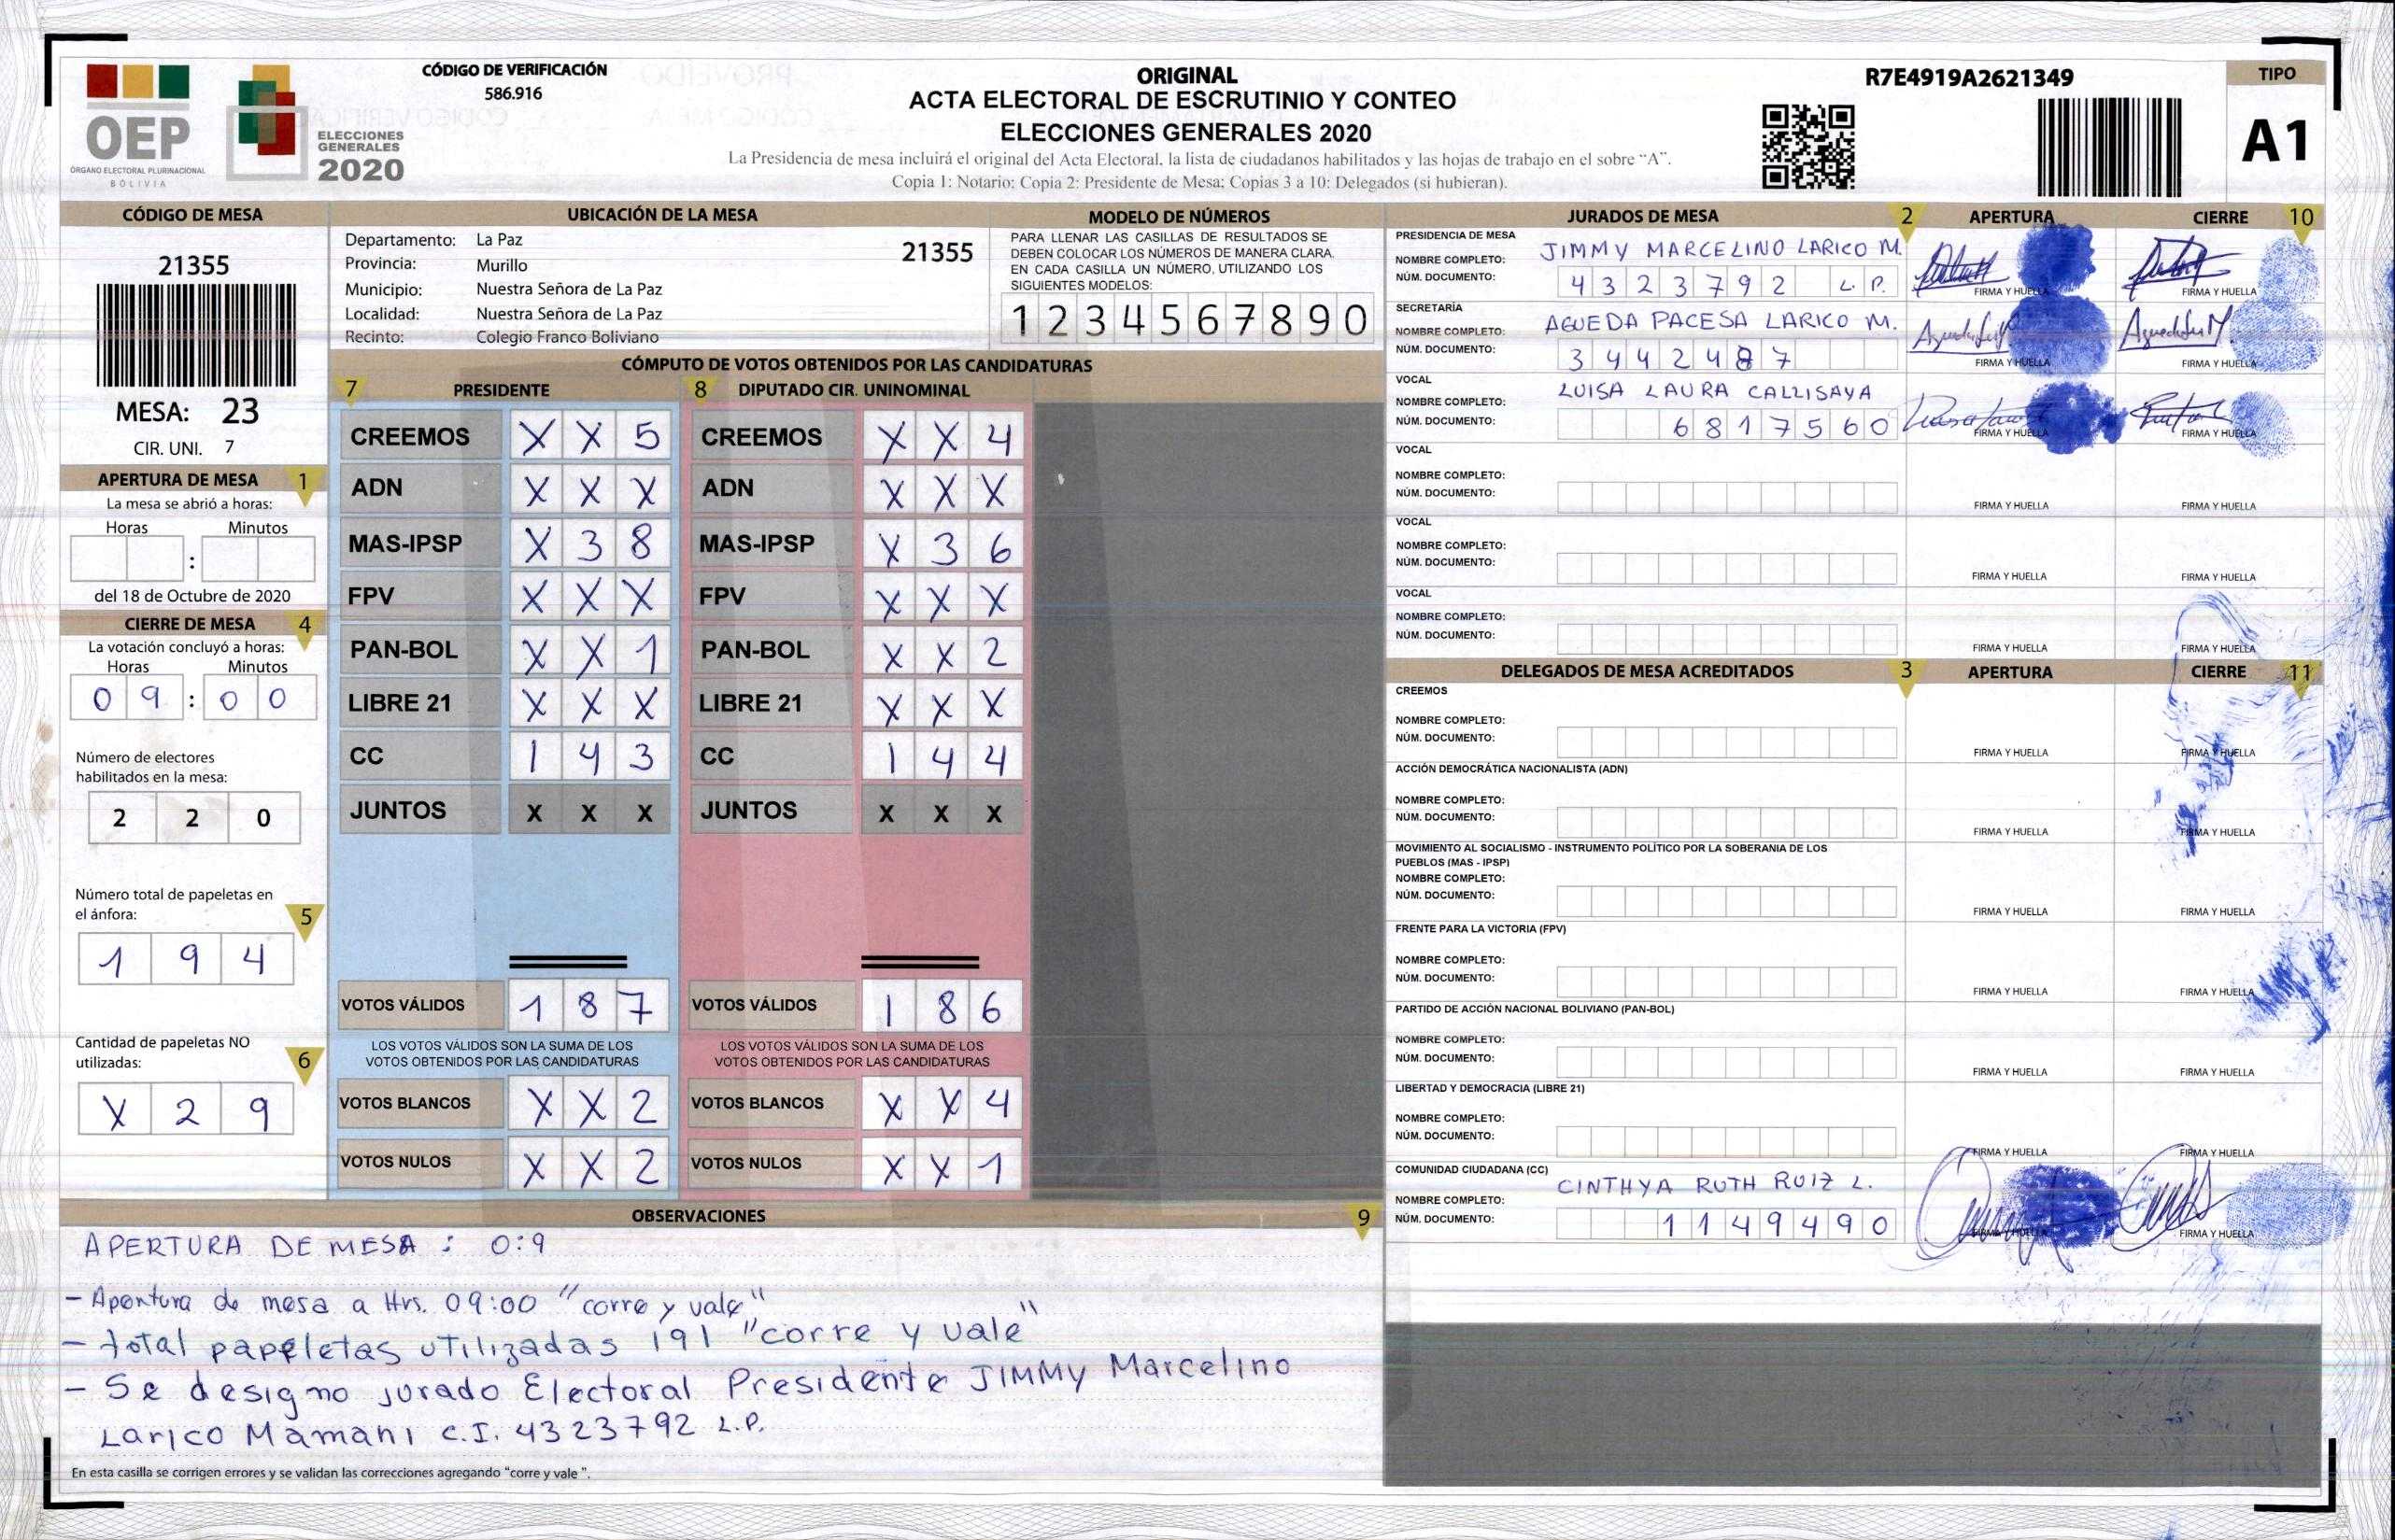 OEP
ÓRGANO ELECTORAL PLURINACIONAL
BOLIVIA
ELECCIONES
GENERALES
2020
CÓDIGO DE VERIFICACIÓN
586.916
ORIGINAL
ACTA ELECTORAL DE ESCRUTINIO Y CONTEO
ELECCIONES GENERALES 2020
La Presidencia de mesa incluirá el original del Acta Electoral, la lista de ciudadanos habilitados y las hojas de trabajo en el sobre “A”.
Copia 1: Notario; Copia 2: Presidente de Mesa; Copias 3 a 10: Delegados (si hubieran).
R7E4919A2621349
TIPO
A1
CÓDIGO DE MESA
21355
MESA: 23
CIR. UNI. 7
APERTURA DE MESA 1
La mesa se abrió a horas:
Horas Minutos
:
del 18 de Octubre de 2020
CIERRE DE MESA 4
La votación concluyó a horas:
Horas Minutos
0 9 : 0 0
Número de electores
habilitados en la mesa:
2 2 0
Número total de papeletas en
el ánfora: 5
1 9 4
Cantidad de papeletas NO
utilizadas: 6
X 2 9
UBICACIÓN DE LA MESA
Departamento: La Paz 21355
Provincia: Murillo
Municipio: Nuestra Señora de La Paz
Localidad: Nuestra Señora de La Paz
Recinto: Colegio Franco Boliviano
MODELO DE NÚMEROS
PARA LLENAR LAS CASILLAS DE RESULTADOS SE
DEBEN COLOCAR LOS NÚMEROS DE MANERA CLARA.
EN CADA CASILLA UN NÚMERO, UTILIZANDO LOS
SIGUIENTES MODELOS:
1 2 3 4 5 6 7 8 9 0
CÓMPUTO DE VOTOS OBTENIDOS POR LAS CANDIDATURAS
7 PRESIDENTE 8 DIPUTADO CIR. UNINOMINAL
CREEMOS X X 5 CREEMOS X X 4
ADN X X X ADN X X X
MAS-IPSP X 3 8 MAS-IPSP X 3 6
FPV X X X FPV X X X
PAN-BOL X X 1 PAN-BOL X X 2
LIBRE 21 X X X LIBRE 21 X X X
CC 1 4 3 CC 1 4 4
JUNTOS X X X JUNTOS X X X
VOTOS VÁLIDOS 1 8 7 VOTOS VÁLIDOS 1 8 6
LOS VOTOS VÁLIDOS SON LA SUMA DE LOS LOS VOTOS VÁLIDOS SON LA SUMA DE LOS
VOTOS OBTENIDOS POR LAS CANDIDATURAS VOTOS OBTENIDOS POR LAS CANDIDATURAS
VOTOS BLANCOS X X 2 VOTOS BLANCOS X X 4
VOTOS NULOS X X 2 VOTOS NULOS X X 1
OBSERVACIONES 9
APERTURA DE MESA : 0:9
- Apertura de mesa a Hrs. 09:00 "corre y vale"
- total papeletas utilizadas 191 "corre y vale"
- Se designo jurado Electoral Presidente JIMMY Marcelino
Larico Mamani C.I. 4323792 L.P.
En esta casilla se corrigen errores y se validan las correcciones agregando “corre y vale ”.
JURADOS DE MESA 2 APERTURA CIERRE 10
PRESIDENCIA DE MESA
NOMBRE COMPLETO: JIMMY MARCELINO LARICO M.
NÚM. DOCUMENTO: 4 3 2 3 7 9 2 L. P. FIRMA Y HUELLA FIRMA Y HUELLA
SECRETARÍA
NOMBRE COMPLETO: AGUEDA PACESA LARICO M.
NÚM. DOCUMENTO: 3 4 4 2 4 8 7 FIRMA Y HUELLA FIRMA Y HUELLA
VOCAL
NOMBRE COMPLETO: LUISA LAURA CALLISAYA
NÚM. DOCUMENTO: 6 8 1 7 5 6 0 FIRMA Y HUELLA FIRMA Y HUELLA
VOCAL
NOMBRE COMPLETO:
NÚM. DOCUMENTO: FIRMA Y HUELLA FIRMA Y HUELLA
VOCAL
NOMBRE COMPLETO:
NÚM. DOCUMENTO: FIRMA Y HUELLA FIRMA Y HUELLA
VOCAL
NOMBRE COMPLETO:
NÚM. DOCUMENTO: FIRMA Y HUELLA FIRMA Y HUELLA
DELEGADOS DE MESA ACREDITADOS 3 APERTURA CIERRE 11
CREEMOS
NOMBRE COMPLETO:
NÚM. DOCUMENTO: FIRMA Y HUELLA FIRMA Y HUELLA
ACCIÓN DEMOCRÁTICA NACIONALISTA (ADN)
NOMBRE COMPLETO:
NÚM. DOCUMENTO: FIRMA Y HUELLA FIRMA Y HUELLA
MOVIMIENTO AL SOCIALISMO - INSTRUMENTO POLÍTICO POR LA SOBERANIA DE LOS
PUEBLOS (MAS - IPSP)
NOMBRE COMPLETO:
NÚM. DOCUMENTO: FIRMA Y HUELLA FIRMA Y HUELLA
FRENTE PARA LA VICTORIA (FPV)
NOMBRE COMPLETO:
NÚM. DOCUMENTO: FIRMA Y HUELLA FIRMA Y HUELLA
PARTIDO DE ACCIÓN NACIONAL BOLIVIANO (PAN-BOL)
NOMBRE COMPLETO:
NÚM. DOCUMENTO: FIRMA Y HUELLA FIRMA Y HUELLA
LIBERTAD Y DEMOCRACIA (LIBRE 21)
NOMBRE COMPLETO:
NÚM. DOCUMENTO: FIRMA Y HUELLA FIRMA Y HUELLA
COMUNIDAD CIUDADANA (CC)
NOMBRE COMPLETO: CINTHYA RUTH RUIZ L.
NÚM. DOCUMENTO: 1 1 4 9 4 9 0 FIRMA Y HUELLA FIRMA Y HUELLA